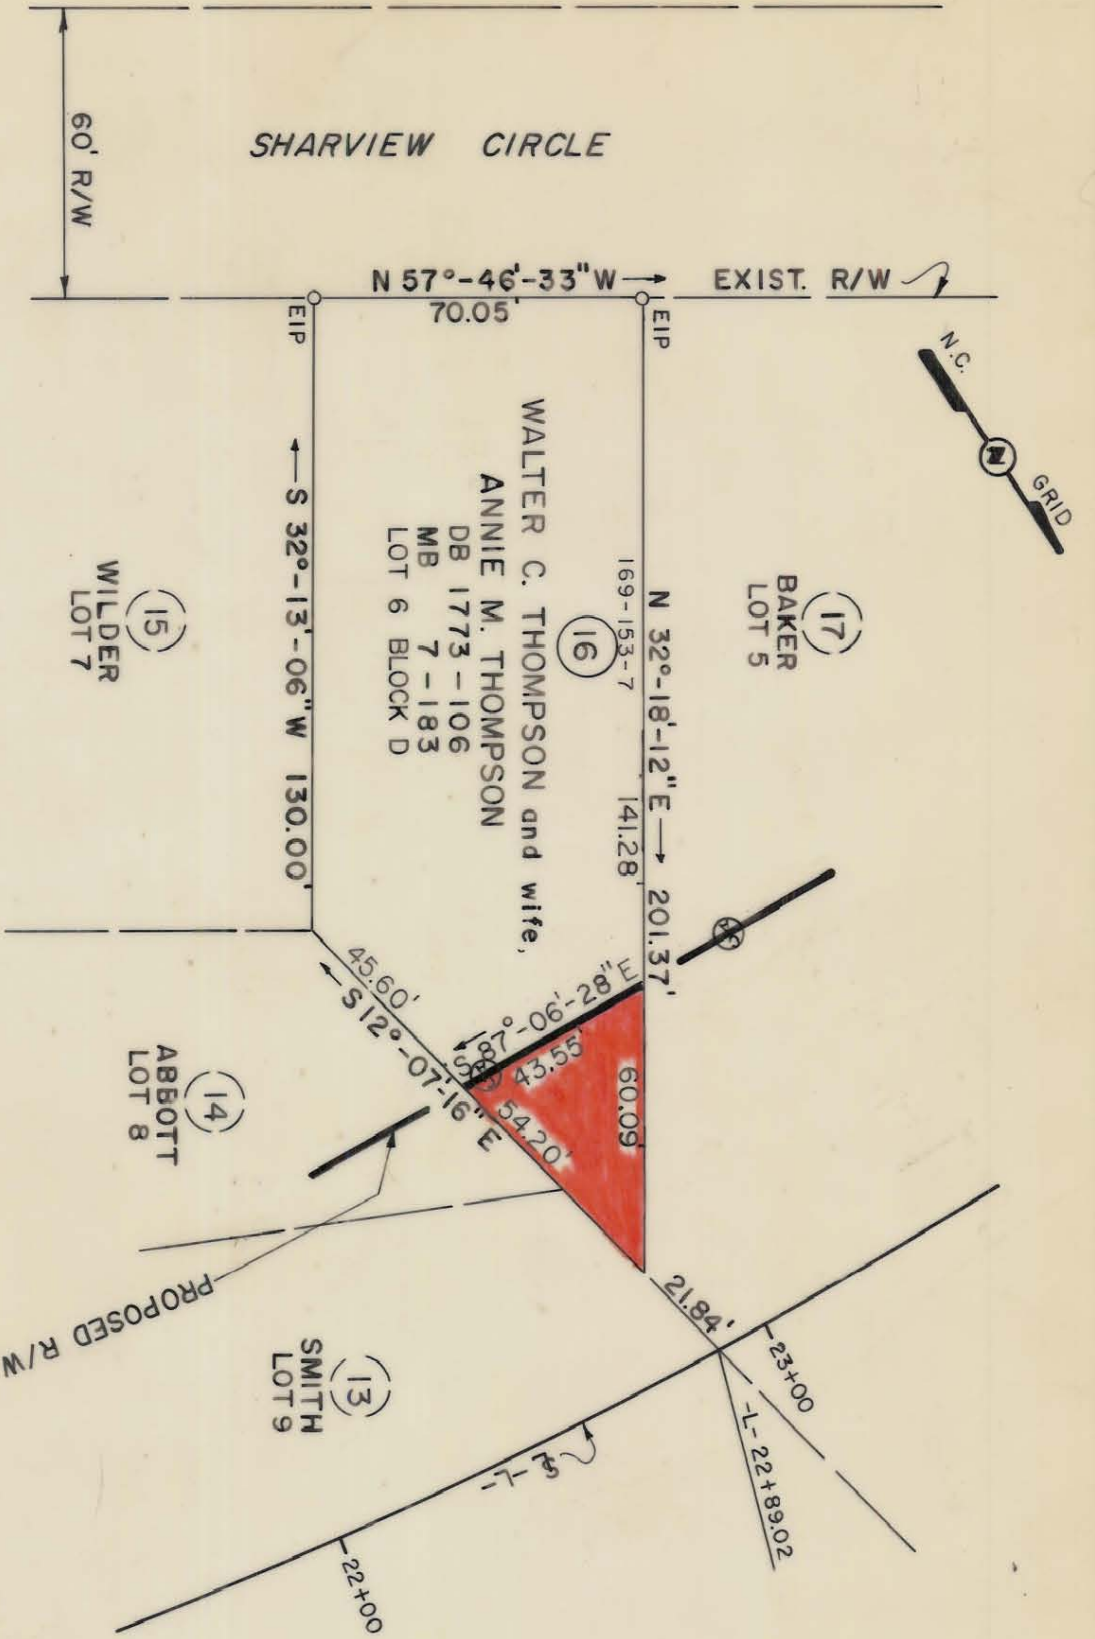 60' R/W
SHARVIEW CIRCLE
N 57°-46'-33" W →
70.05'
EXIST. R/W
EIP
EIP
N.C.
N
GRID
WALTER C. THOMPSON and wife,
ANNIE M. THOMPSON
DB 1773-106
MB 7-183
LOT 6 BLOCK D
16
169-153-7
141.28'
N 32°-18'-12" E → 201.37'
17
BAKER
LOT 5
← S 32°-13'-06" W 130.00'
15
WILDER
LOT 7
45.60'
← S 12°-07'-16" E
← S 87°-06'-28" E
43.55'
54.20'
60.09'
21.84'
14
ABBOTT
LOT 8
PROPOSED R/W
13
SMITH
LOT 9
23+00
-L- 22+89.02
-L-
22+00